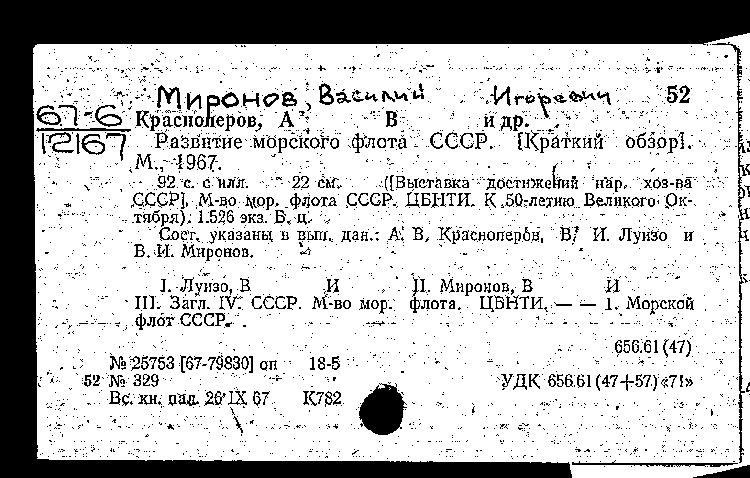 Миронов, Василий Игоревич 52
67-6
12167
Красноперов, А В и др.
Развитие морского флота СССР. [Краткий обзор].
М., 1967.
92 с. с илл. 22 см. ([Выставка достижений нар. хоз-ва
СССР]. М-во мор. флота СССР. ЦБНТИ. К 50-летию Великого Ок-
тября). 1.526 экз. Б. ц.
Сост. указаны в вып. дан.: А. В. Красноперов, В. И. Луизо и
В. И. Миронов.
I. Луизо, В И II. Миронов, В И
III. Загл. IV. СССР. М-во мор. флота. ЦБНТИ. — — 1. Морской
флот СССР.
656.61 (47)
№ 25753 [67-79830] оп 18-5
52 № 329 УДК 656.61 (47+57) «71»
Вс. кн. пал. 26 IX 67 К782